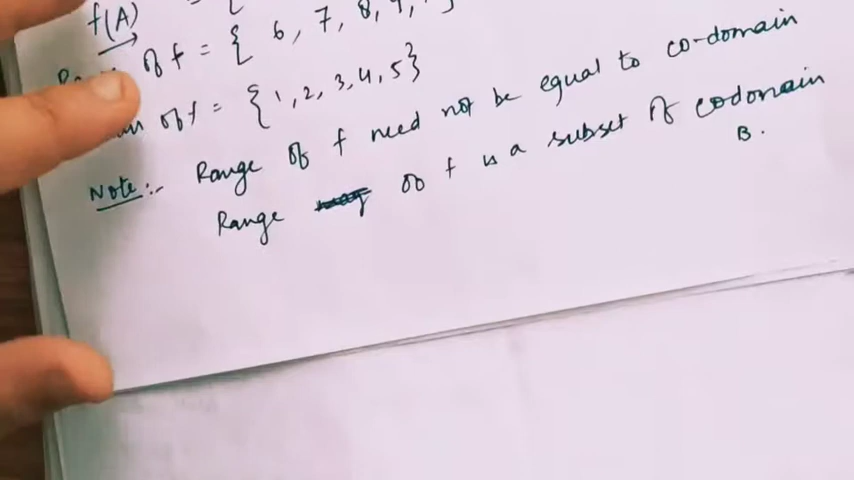 f(A) = {
of f = { 6, 7, 8, 9,
of f = {1, 2, 3, 4, 5}
Note:- Range of f need not be equal to co-domain
Range of f is a subset of codomain
B.